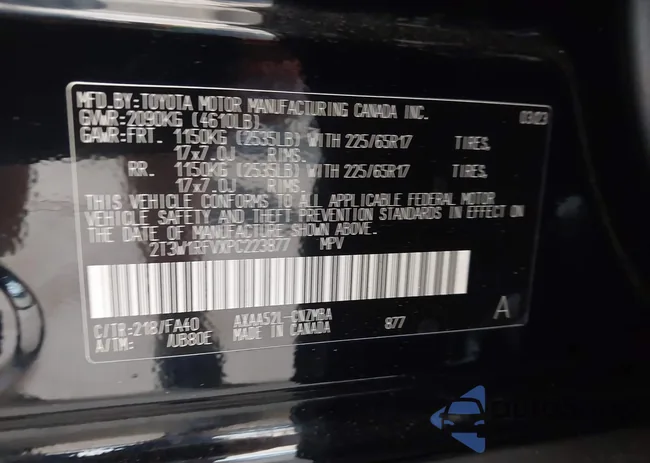 MFD.BY:TOYOTA MOTOR MANUFACTURING CANADA INC.
GVWR:2090KG (4610LB) 03/23
GAWR:FRT. 1150KG (2535LB) WITH 225/65R17 TIRES.
17x7.0J RIMS.
RR. 1150KG (2535LB) WITH 225/65R17 TIRES.
17x7.0J RIMS.
THIS VEHICLE CONFORMS TO ALL APPLICABLE FEDERAL MOTOR
VEHICLE SAFETY AND THEFT PREVENTION STANDARDS IN EFFECT ON
THE DATE OF MANUFACTURE SHOWN ABOVE.
2T3W1RFVXPC223877 MPV
C/TR:218/FA40 AXAA52L-CNZMBA 877 A
A/TM: /UB80E MADE IN CANADA